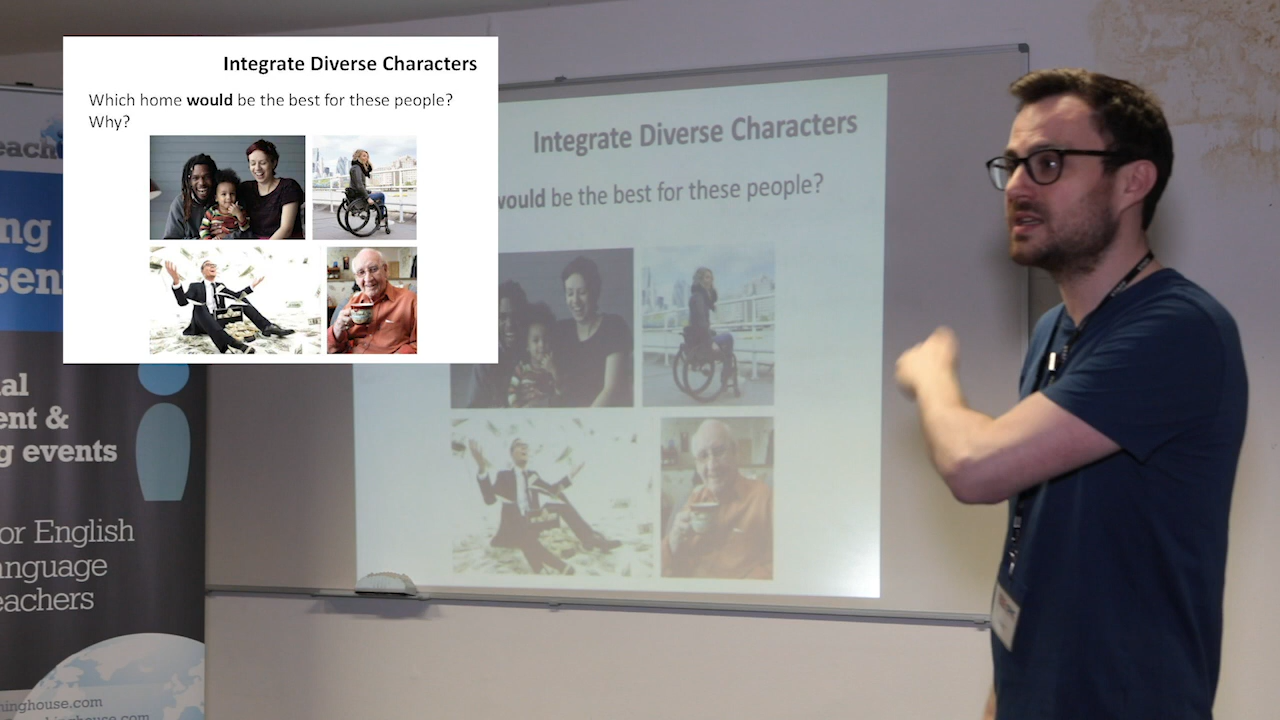 Integrate Diverse Characters
Which home would be the best for these people?
Why?
Integrate Diverse Characters
would be the best for these people?
each
ng
sen
al
ent &
g events
or English
anguage
eachers
inghouse.com